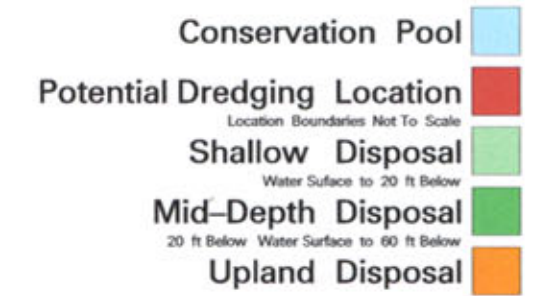 Conservation Pool
Potential Dredging Location
Location Boundaries Not To Scale
Shallow Disposal
Water Suface to 20 ft Below
Mid-Depth Disposal
20 ft Below Water Surface to 60 ft Below
Upland Disposal